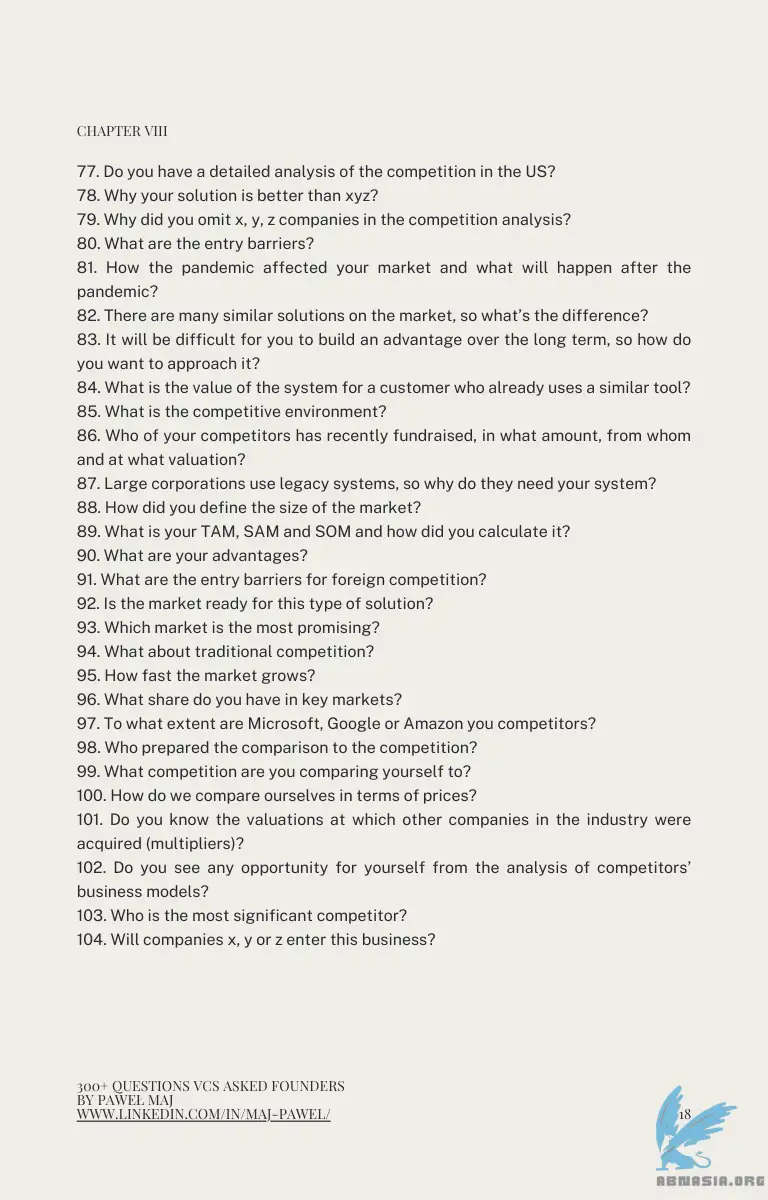 CHAPTER VIII
77. Do you have a detailed analysis of the competition in the US?
78. Why your solution is better than xyz?
79. Why did you omit x, y, z companies in the competition analysis?
80. What are the entry barriers?
81. How the pandemic affected your market and what will happen after the
pandemic?
82. There are many similar solutions on the market, so what’s the difference?
83. It will be difficult for you to build an advantage over the long term, so how do
you want to approach it?
84. What is the value of the system for a customer who already uses a similar tool?
85. What is the competitive environment?
86. Who of your competitors has recently fundraised, in what amount, from whom
and at what valuation?
87. Large corporations use legacy systems, so why do they need your system?
88. How did you define the size of the market?
89. What is your TAM, SAM and SOM and how did you calculate it?
90. What are your advantages?
91. What are the entry barriers for foreign competition?
92. Is the market ready for this type of solution?
93. Which market is the most promising?
94. What about traditional competition?
95. How fast the market grows?
96. What share do you have in key markets?
97. To what extent are Microsoft, Google or Amazon you competitors?
98. Who prepared the comparison to the competition?
99. What competition are you comparing yourself to?
100. How do we compare ourselves in terms of prices?
101. Do you know the valuations at which other companies in the industry were
acquired (multipliers)?
102. Do you see any opportunity for yourself from the analysis of competitors’
business models?
103. Who is the most significant competitor?
104. Will companies x, y or z enter this business?
300+ QUESTIONS VCS ASKED FOUNDERS
BY PAWEŁ MAJ
WWW.LINKEDIN.COM/IN/MAJ-PAWEL/
18
ABNASIA.ORG